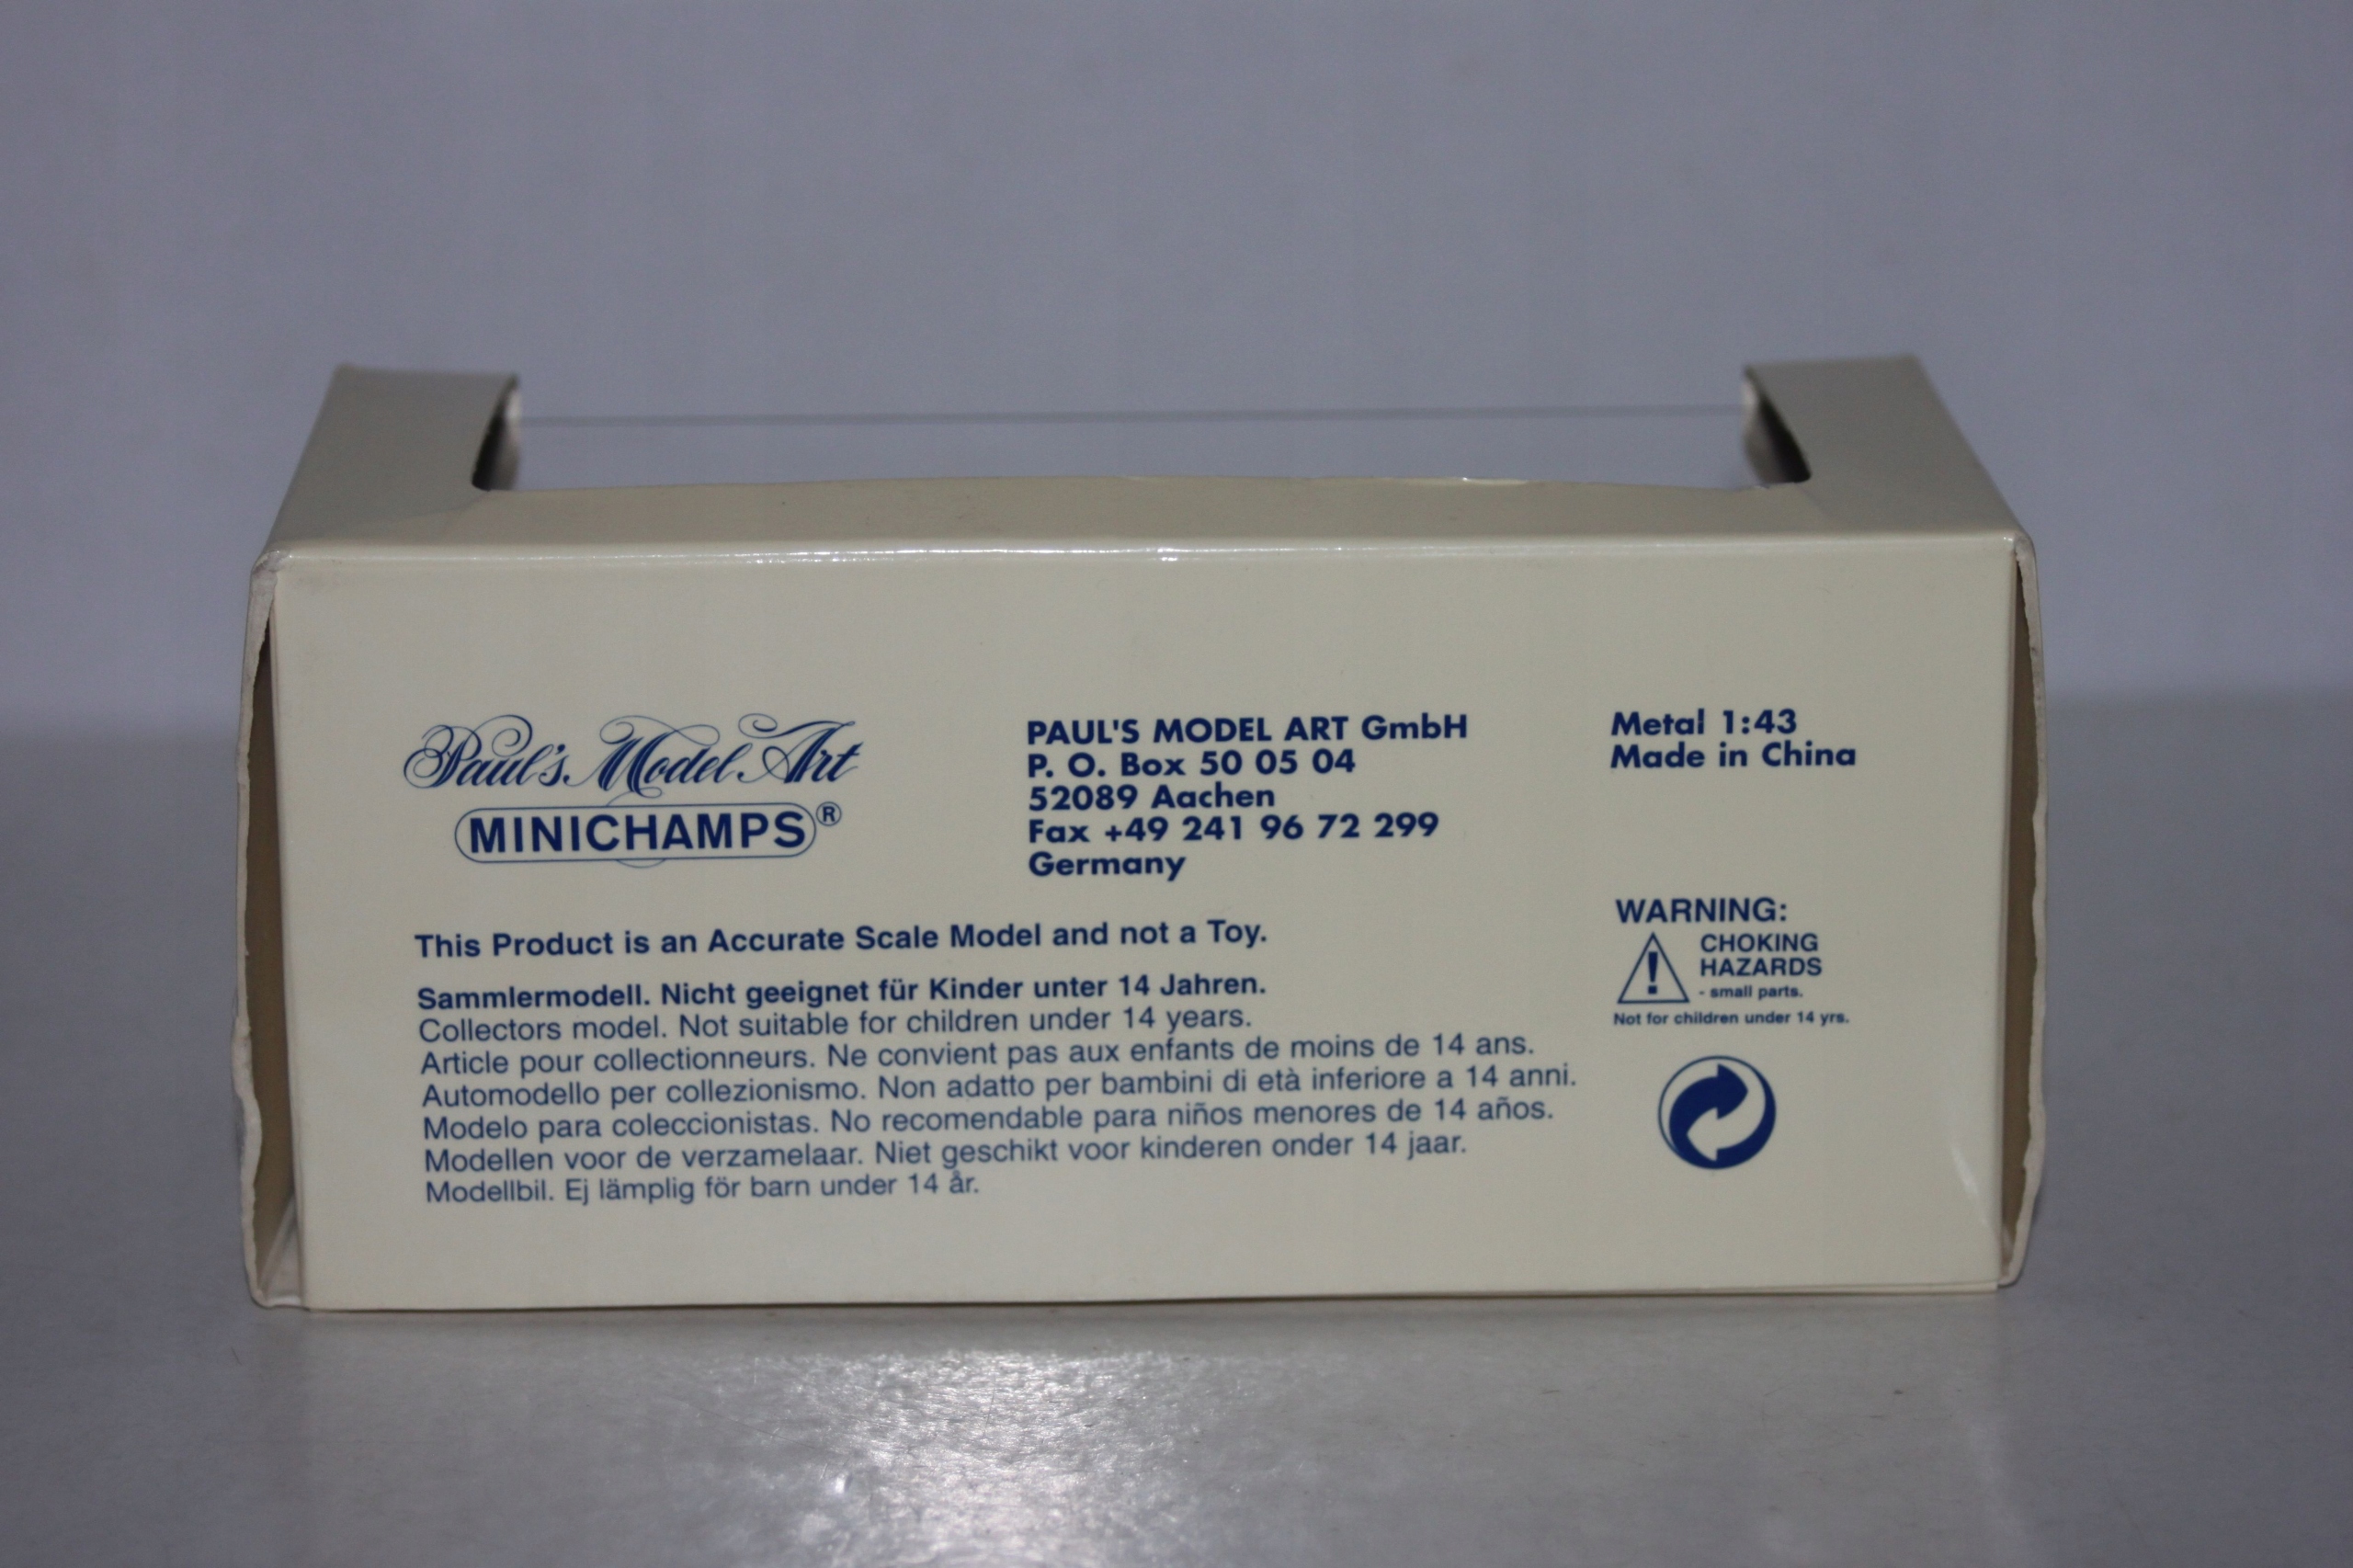 Paul's Model Art
MINICHAMPS®
PAUL'S MODEL ART GmbH
P. O. Box 50 05 04
52089 Aachen
Fax +49 241 96 72 299
Germany
Metal 1:43
Made in China
This Product is an Accurate Scale Model and not a Toy.
Sammlermodell. Nicht geeignet für Kinder unter 14 Jahren.
Collectors model. Not suitable for children under 14 years.
Article pour collectionneurs. Ne convient pas aux enfants de moins de 14 ans.
Automodello per collezionismo. Non adatto per bambini di età inferiore a 14 anni.
Modelo para coleccionistas. No recomendable para niños menores de 14 años.
Modellen voor de verzamelaar. Niet geschikt voor kinderen onder 14 jaar.
Modellbil. Ej lämplig för barn under 14 år.
WARNING:
CHOKING
HAZARDS
- small parts.
Not for children under 14 yrs.